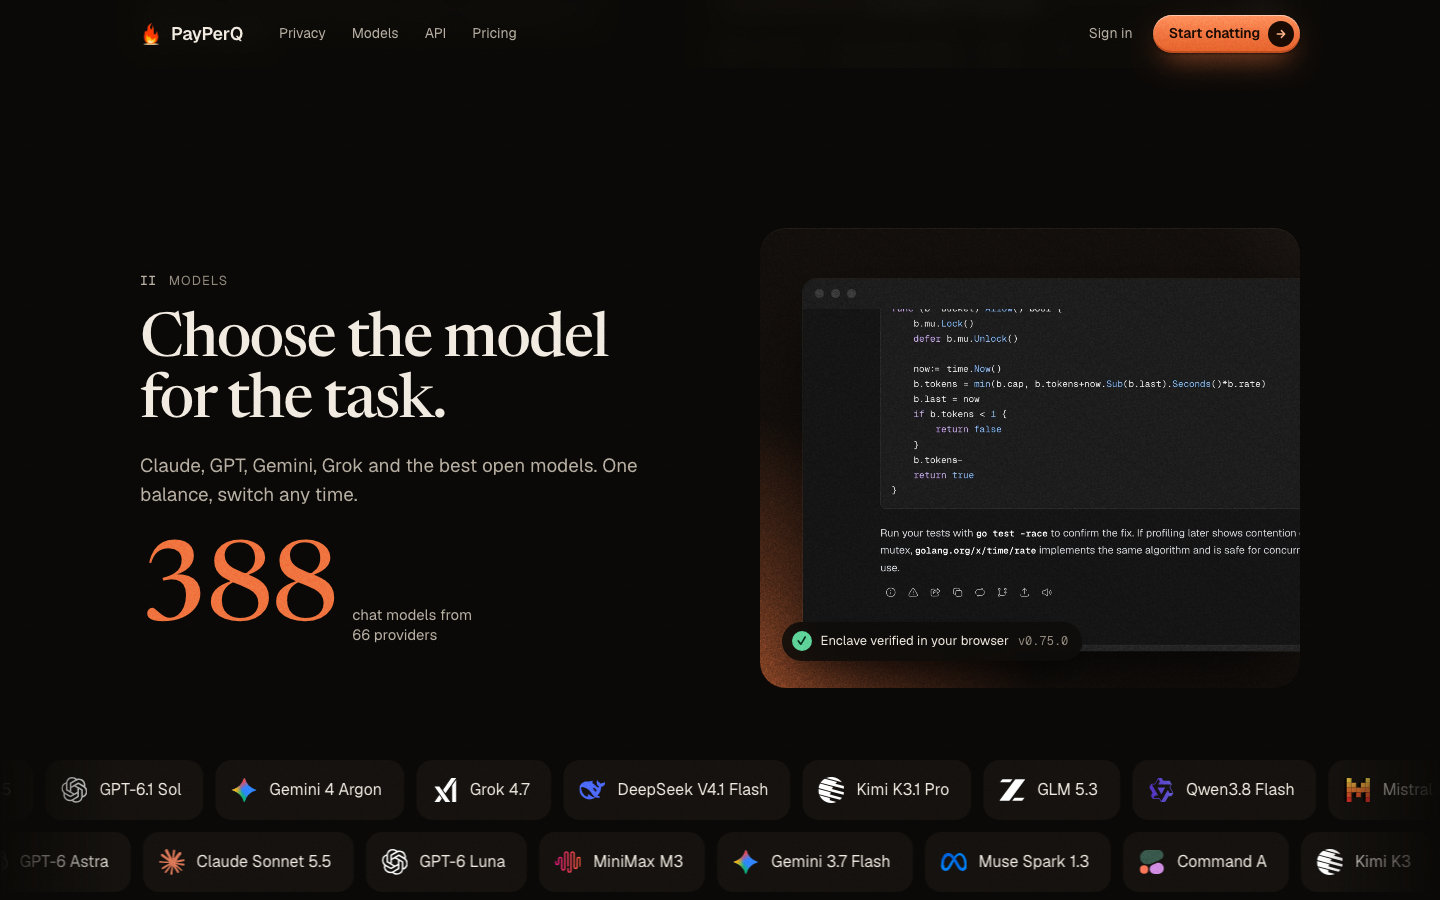 PayPerQ
Privacy
Models
API
Pricing
Sign in
Start chatting
II MODELS
Choose the model
for the task.
Claude, GPT, Gemini, Grok and the best open models. One
balance, switch any time.
388
chat models from
66 providers
b.mu.Lock()
defer b.mu.Unlock()
now:= time.Now()
b.tokens = min(b.cap, b.tokens+now.Sub(b.last).Seconds()*b.rate)
b.last = now
if b.tokens < 1 {
return false
}
b.tokens-
return true
}
Run your tests with go test -race to confirm the fix. If profiling later shows contention
mutex, golang.org/x/time/rate implements the same algorithm and is safe for concurr
use.
Enclave verified in your browser v0.75.0
5
GPT-6.1 Sol
Gemini 4 Argon
Grok 4.7
DeepSeek V4.1 Flash
Kimi K3.1 Pro
GLM 5.3
Qwen3.8 Flash
Mistral
GPT-6 Astra
Claude Sonnet 5.5
GPT-6 Luna
MiniMax M3
Gemini 3.7 Flash
Muse Spark 1.3
Command A
Kimi K3